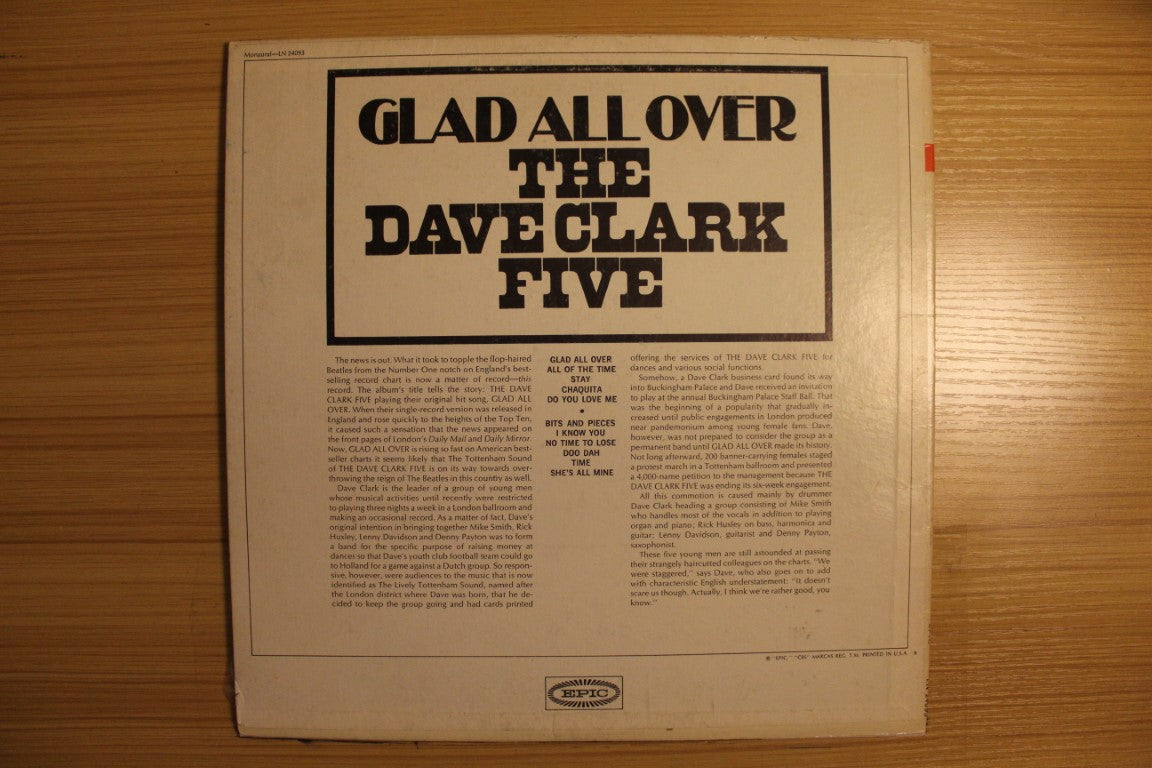 Monaural—LN 24093
GLAD ALL OVER
THE
DAVE CLARK
FIVE
The news is out. What it took to topple the flop-haired
Beatles from the Number One notch on England's best-
selling record chart is now a matter of record—this
record. The album's title tells the story: THE DAVE
CLARK FIVE playing their original hit song, GLAD ALL
OVER. When their single-record version was released in
England and rose quickly to the heights of the Top Ten,
it caused such a sensation that the news appeared on
the front pages of London's Daily Mail and Daily Mirror.
Now, GLAD ALL OVER is rising so fast on American best-
seller charts it seems likely that The Tottenham Sound
of THE DAVE CLARK FIVE is on its way towards over-
throwing the reign of The Beatles in this country as well.
Dave Clark is the leader of a group of young men
whose musical activities until recently were restricted
to playing three nights a week in a London ballroom and
making an occasional record. As a matter of fact, Dave's
original intention in bringing together Mike Smith, Rick
Huxley, Lenny Davidson and Denny Payton was to form
a band for the specific purpose of raising money at
dances so that Dave's youth club football team could go
to Holland for a game against a Dutch group. So respon-
sive, however, were audiences to the music that is now
identified as The Lively Tottenham Sound, named after
the London district where Dave was born, that he de-
cided to keep the group going and had cards printed
GLAD ALL OVER
ALL OF THE TIME
STAY
CHAQUITA
DO YOU LOVE ME
•
BITS AND PIECES
I KNOW YOU
NO TIME TO LOSE
DOO DAH
TIME
SHE'S ALL MINE
offering the services of THE DAVE CLARK FIVE for
dances and various social functions.
Somehow, a Dave Clark business card found its way
into Buckingham Palace and Dave received an invitation
to play at the annual Buckingham Palace Staff Ball. That
was the beginning of a popularity that gradually in-
creased until public engagements in London produced
near pandemonium among young female fans. Dave,
however, was not prepared to consider the group as a
permanent band until GLAD ALL OVER made its history.
Not long afterward, 200 banner-carrying females staged
a protest march in a Tottenham ballroom and presented
a 4,000-name petition to the management because THE
DAVE CLARK FIVE was ending its six-week engagement.
All this commotion is caused mainly by drummer
Dave Clark heading a group consisting of Mike Smith
who handles most of the vocals in addition to playing
organ and piano; Rick Huxley on bass, harmonica and
guitar; Lenny Davidson, guitarist and Denny Payton,
saxophonist.
These five young men are still astounded at passing
their strangely haircutted colleagues on the charts. "We
were staggered," says Dave, who also goes on to add
with characteristic English understatement: "It doesn't
scare us though. Actually, I think we're rather good, you
know."
® "EPIC," "CBS" MARCAS REG. T.M. PRINTED IN U.S.A.
EPIC